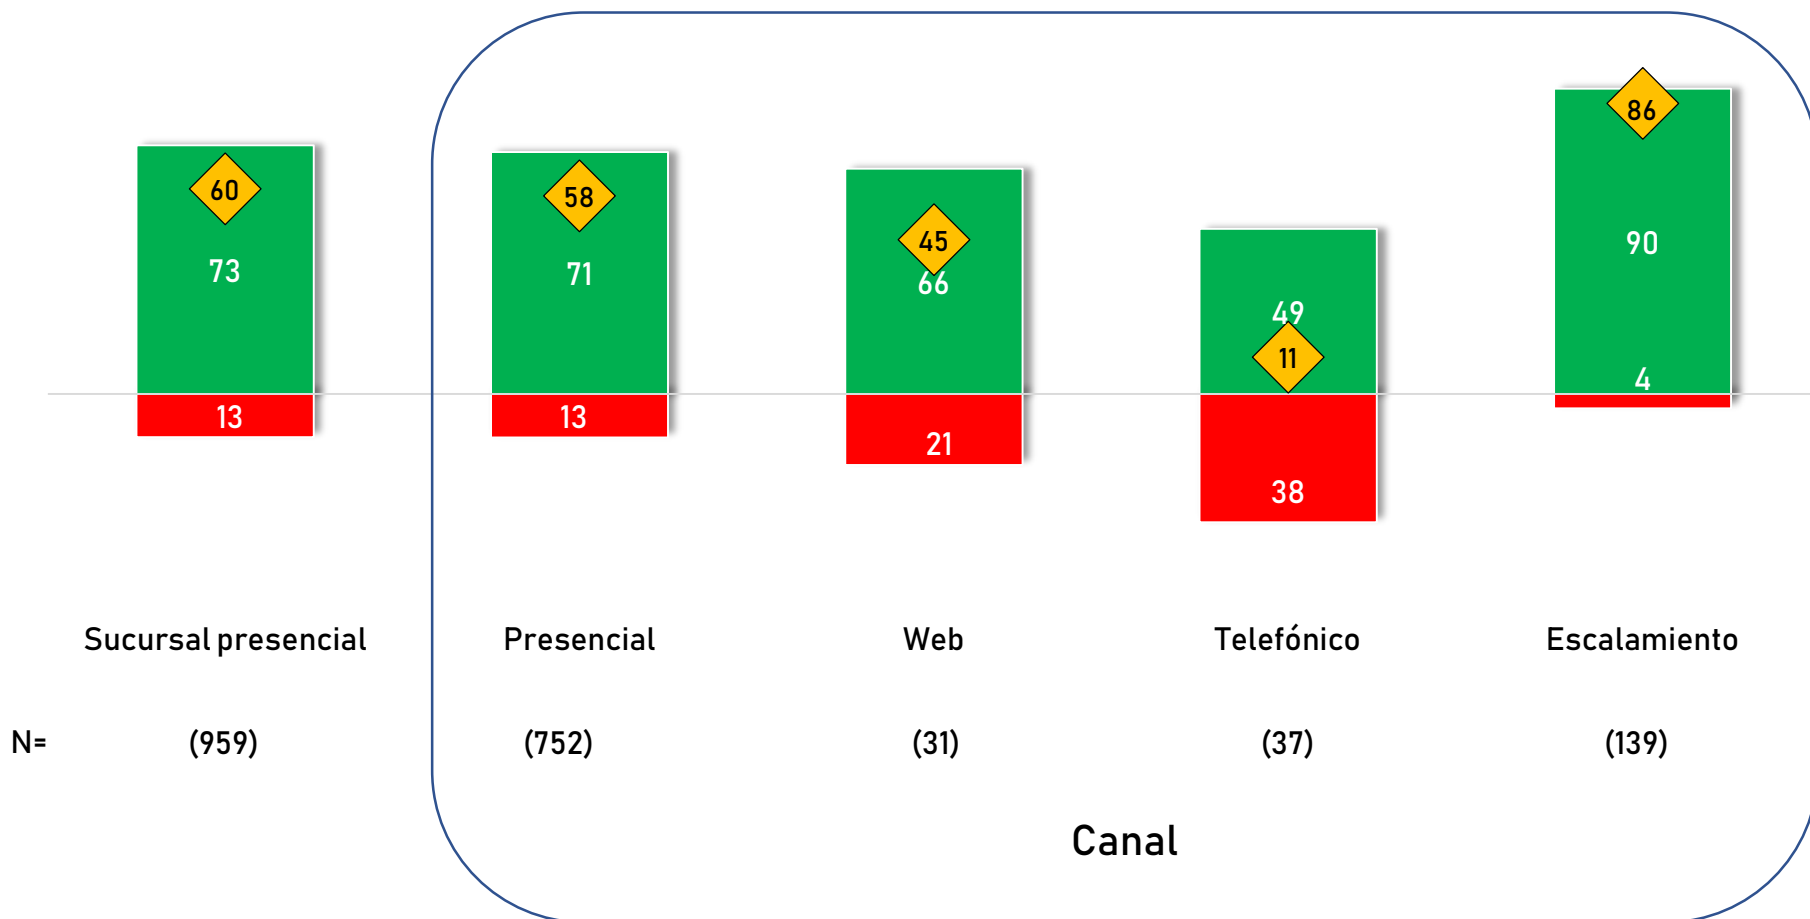 86
60
58
45
90
73
71
66
49
11
4
13
13
21
38
Sucursal presencial
Presencial
Web
Telefónico
Escalamiento
N=
(959)
(752)
(31)
(37)
(139)
Canal